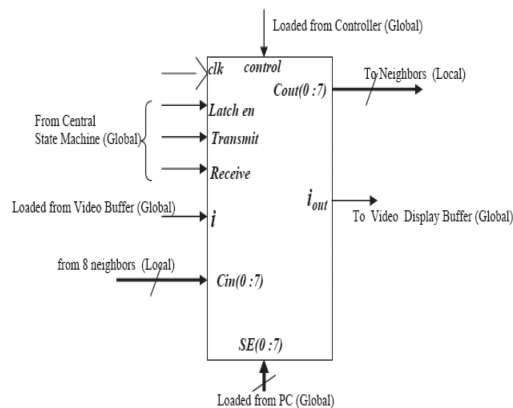 Loaded from Controller (Global)
clk
control
To Neighbors (Local)
Cout(0 :7)
Latch en
From Central
State Machine (Global)
Transmit
Receive
Loaded from Video Buffer (Global)
i
iout
To Video Display Buffer (Global)
from 8 neighbors (Local)
Cin(0 :7)
SE(0 :7)
Loaded from PC (Global)